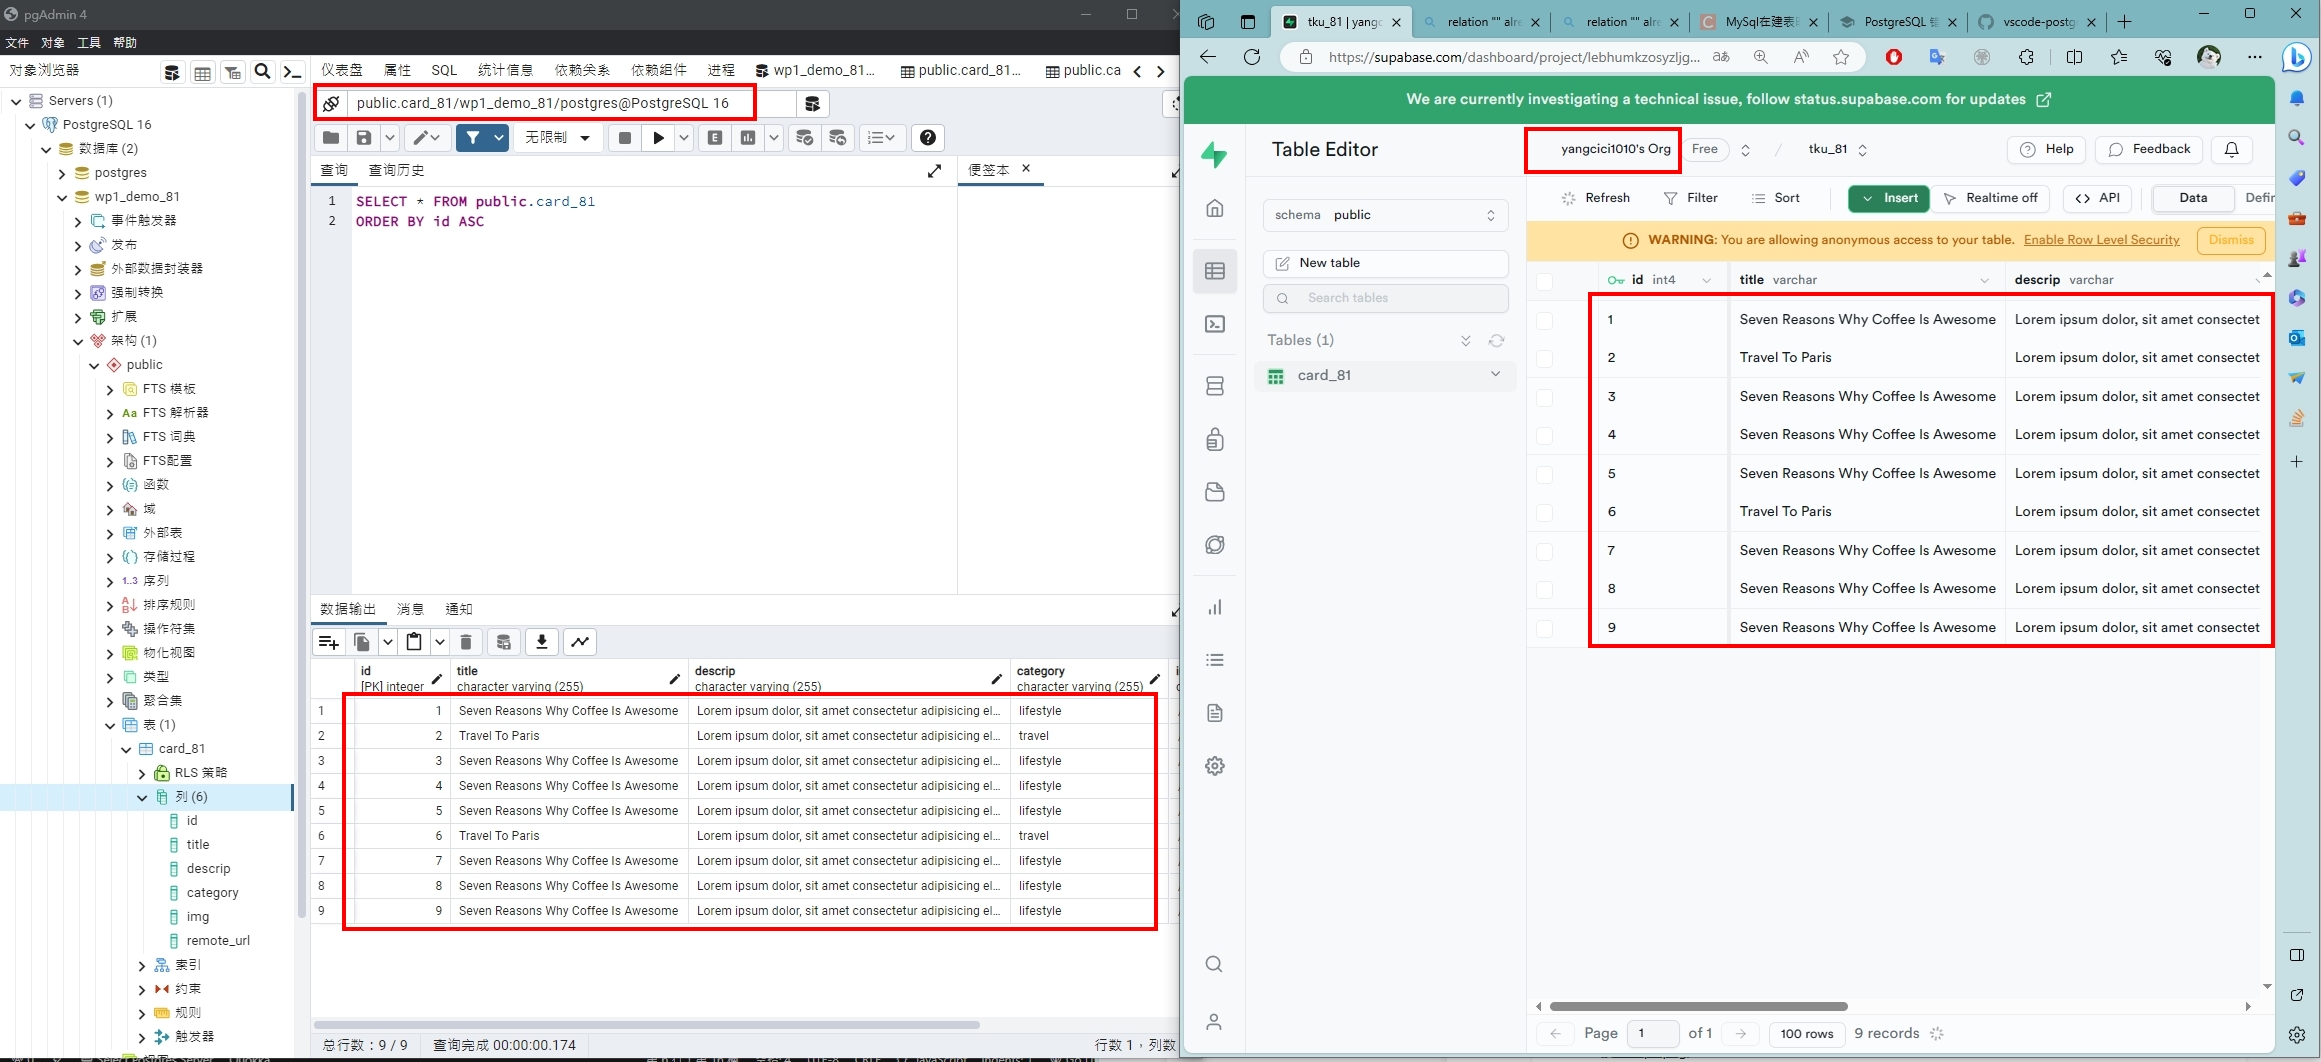 pgAdmin 4
文件 对象 工具 帮助
对象浏览器
Servers (1)
PostgreSQL 16
数据库 (2)
postgres
wp1_demo_81
事件触发器
发布
外部数据封装器
强制转换
扩展
架构 (1)
public
FTS 模板
FTS 解析器
FTS 词典
FTS配置
函数
域
外部表
存储过程
1..3 序列
排序规则
操作符集
物化视图
类型
聚合集
表 (1)
card_81
RLS 策略
列 (6)
id
title
descrip
category
img
remote_url
索引
约束
规则
触发器
仪表盘 属性 SQL 统计信息 依赖关系 依赖组件 进程 wp1_demo_81... public.card_81... public.ca
public.card_81/wp1_demo_81/postgres@PostgreSQL 16
无限制
查询 查询历史 便签本
1 SELECT * FROM public.card_81
2 ORDER BY id ASC
数据输出 消息 通知
id title descrip category
[PK] integer character varying (255) character varying (255) character varying (255)
1 1 Seven Reasons Why Coffee Is Awesome Lorem ipsum dolor, sit amet consectetur adipisicing el... lifestyle
2 2 Travel To Paris Lorem ipsum dolor, sit amet consectetur adipisicing el... travel
3 3 Seven Reasons Why Coffee Is Awesome Lorem ipsum dolor, sit amet consectetur adipisicing el... lifestyle
4 4 Seven Reasons Why Coffee Is Awesome Lorem ipsum dolor, sit amet consectetur adipisicing el... lifestyle
5 5 Seven Reasons Why Coffee Is Awesome Lorem ipsum dolor, sit amet consectetur adipisicing el... lifestyle
6 6 Travel To Paris Lorem ipsum dolor, sit amet consectetur adipisicing el... travel
7 7 Seven Reasons Why Coffee Is Awesome Lorem ipsum dolor, sit amet consectetur adipisicing el... lifestyle
8 8 Seven Reasons Why Coffee Is Awesome Lorem ipsum dolor, sit amet consectetur adipisicing el... lifestyle
9 9 Seven Reasons Why Coffee Is Awesome Lorem ipsum dolor, sit amet consectetur adipisicing el... lifestyle
总行数：9 / 9 查询完成 00:00:00.174 行数 1，列数
tku_81 | yangc relation "" alre relation "" alre MySql在建表 PostgreSQL vscode-postg
https://supabase.com/dashboard/project/lebhumkzosyzljg...
We are currently investigating a technical issue, follow status.supabase.com for updates
Table Editor yangcici1010's Org Free / tku_81 Help Feedback
schema public
New table
Search tables
Tables (1)
card_81
Refresh Filter Sort Insert Realtime off API Data Defin
WARNING: You are allowing anonymous access to your table. Enable Row Level Security Dismiss
id int4 title varchar descrip varchar
1 Seven Reasons Why Coffee Is Awesome Lorem ipsum dolor, sit amet consectet
2 Travel To Paris Lorem ipsum dolor, sit amet consectet
3 Seven Reasons Why Coffee Is Awesome Lorem ipsum dolor, sit amet consectet
4 Seven Reasons Why Coffee Is Awesome Lorem ipsum dolor, sit amet consectet
5 Seven Reasons Why Coffee Is Awesome Lorem ipsum dolor, sit amet consectet
6 Travel To Paris Lorem ipsum dolor, sit amet consectet
7 Seven Reasons Why Coffee Is Awesome Lorem ipsum dolor, sit amet consectet
8 Seven Reasons Why Coffee Is Awesome Lorem ipsum dolor, sit amet consectet
9 Seven Reasons Why Coffee Is Awesome Lorem ipsum dolor, sit amet consectet
Page 1 of 1 100 rows 9 records